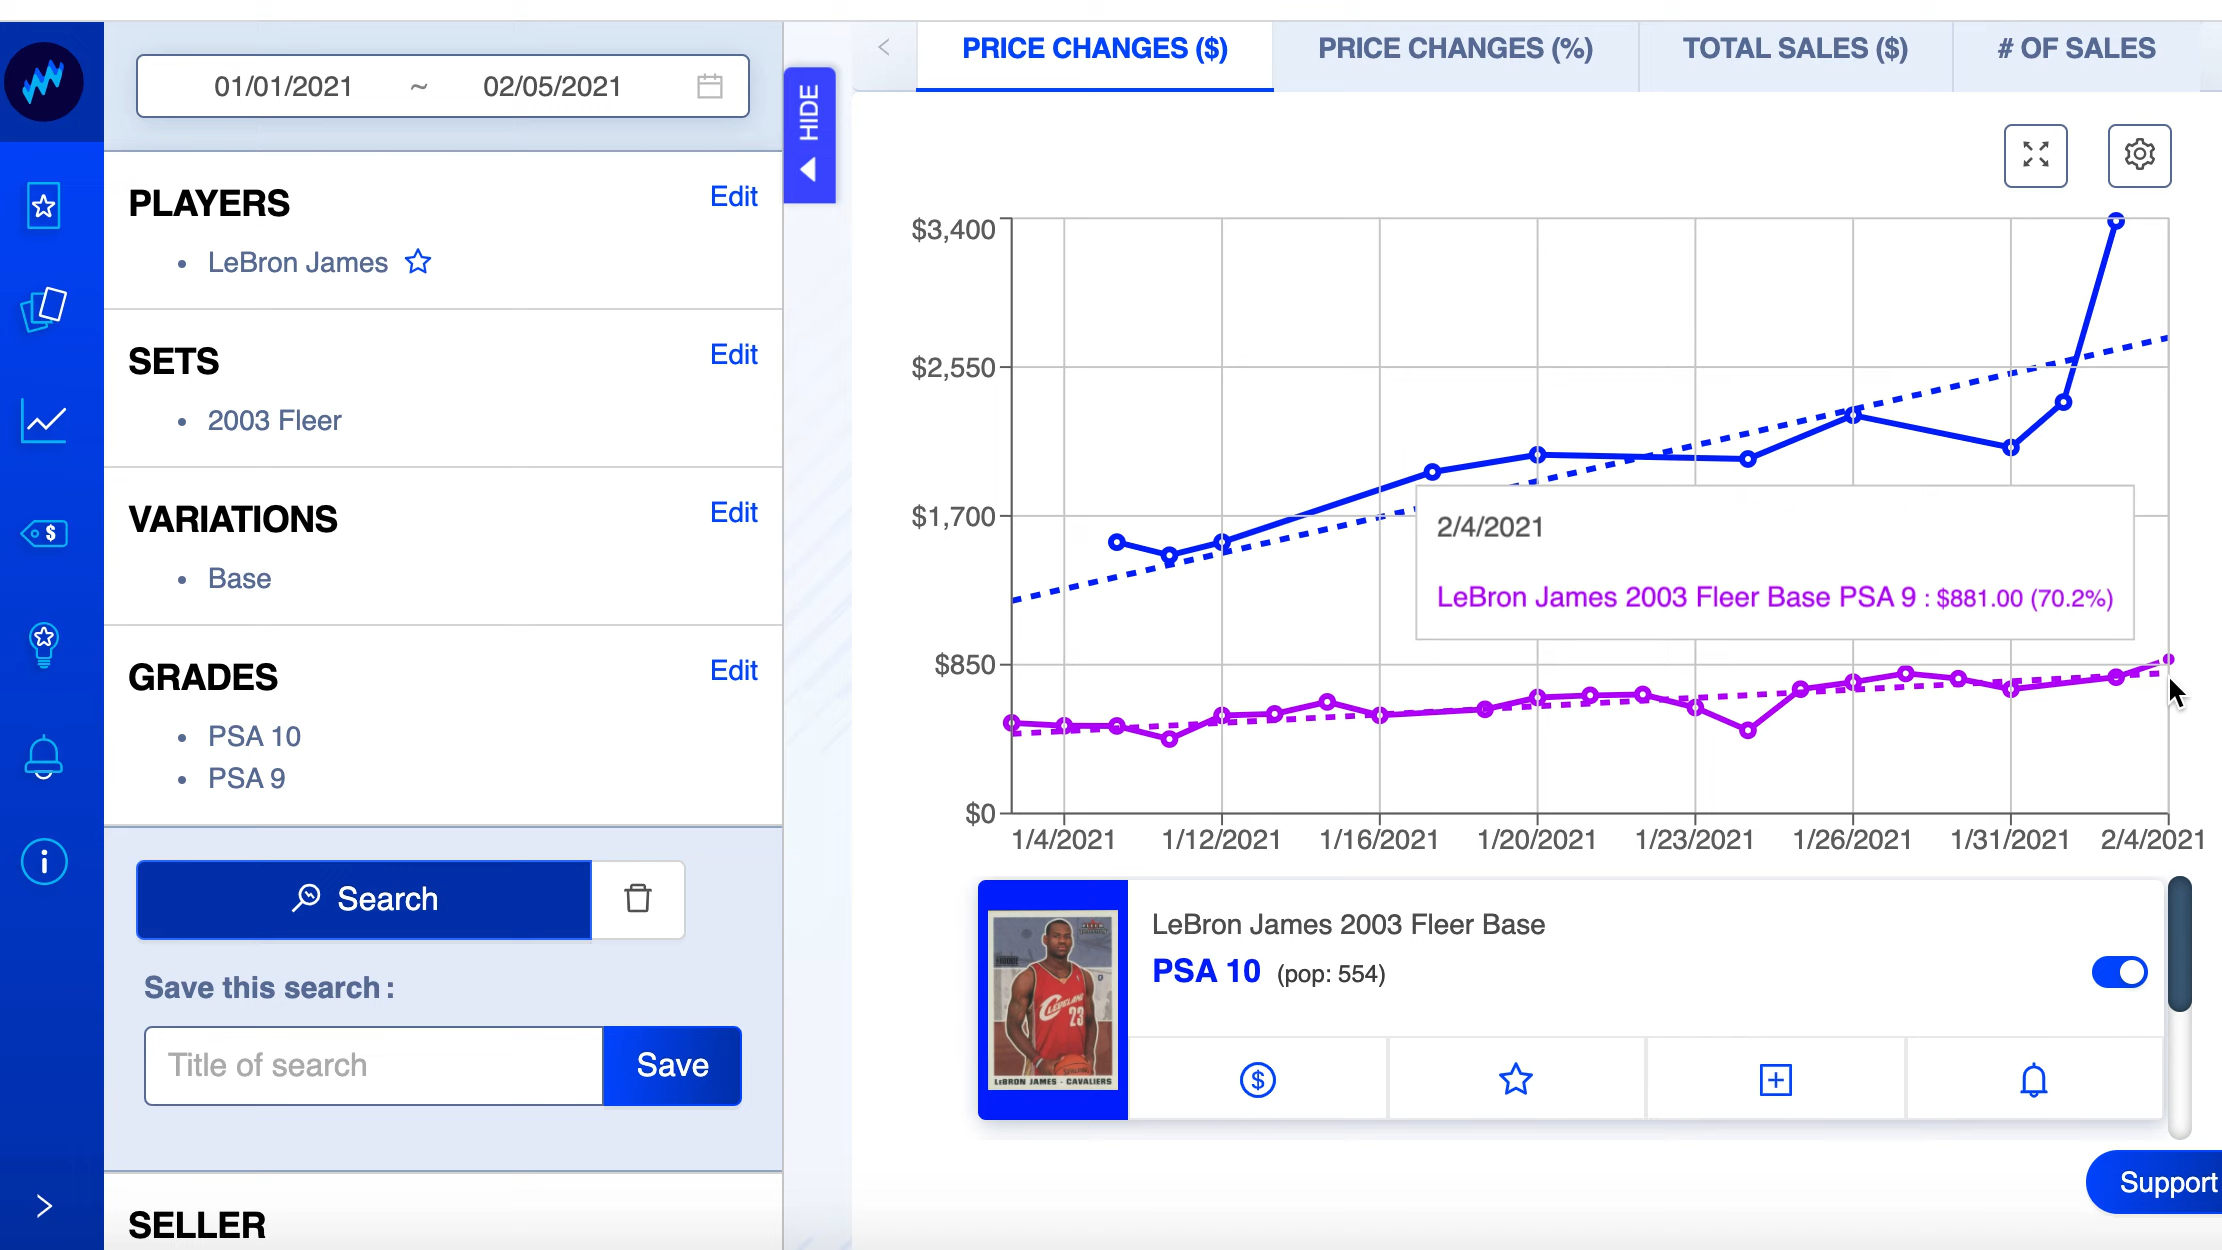 01/01/2021 ~ 02/05/2021
HIDE
PRICE CHANGES ($) PRICE CHANGES (%) TOTAL SALES ($) # OF SALES
PLAYERS Edit
LeBron James
SETS Edit
2003 Fleer
VARIATIONS Edit
Base
GRADES Edit
PSA 10
PSA 9
Search
Save this search :
Title of search Save
SELLER
$3,400
$2,550
$1,700
$850
$0
1/4/2021 1/12/2021 1/16/2021 1/20/2021 1/23/2021 1/26/2021 1/31/2021 2/4/2021
2/4/2021
LeBron James 2003 Fleer Base PSA 9 : $881.00 (70.2%)
LeBron James 2003 Fleer Base
PSA 10 (pop: 554)
CLEVELAND
23
LEBRON JAMES - CAVALIERS
Support